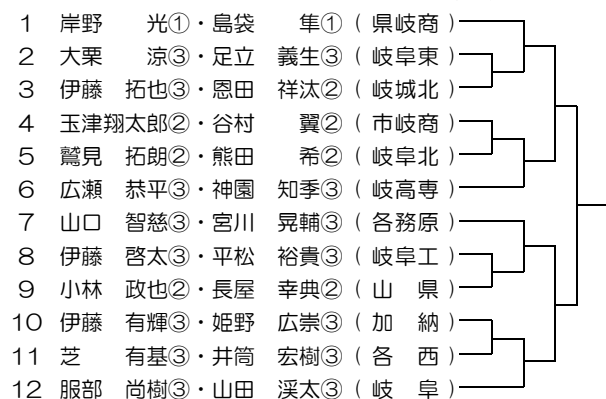 1 岸野 光①・島袋 隼① ( 県岐商 )
2 大栗 涼③・足立 義生③ ( 岐阜東 )
3 伊藤 拓也③・恩田 祥汰② ( 岐城北 )
4 玉津翔太郎②・谷村 翼② ( 市岐商 )
5 鷲見 拓朗②・熊田 希② ( 岐阜北 )
6 広瀬 恭平③・神園 知季③ ( 岐高専 )
7 山口 智慈③・宮川 晃輔③ ( 各務原 )
8 伊藤 啓太③・平松 裕貴③ ( 岐阜工 )
9 小林 政也②・長屋 幸典② ( 山 県 )
10 伊藤 有輝③・姫野 広崇③ ( 加 納 )
11 芝 有基③・井筒 宏樹③ ( 各 西 )
12 服部 尚樹③・山田 渓太③ ( 岐 阜 )